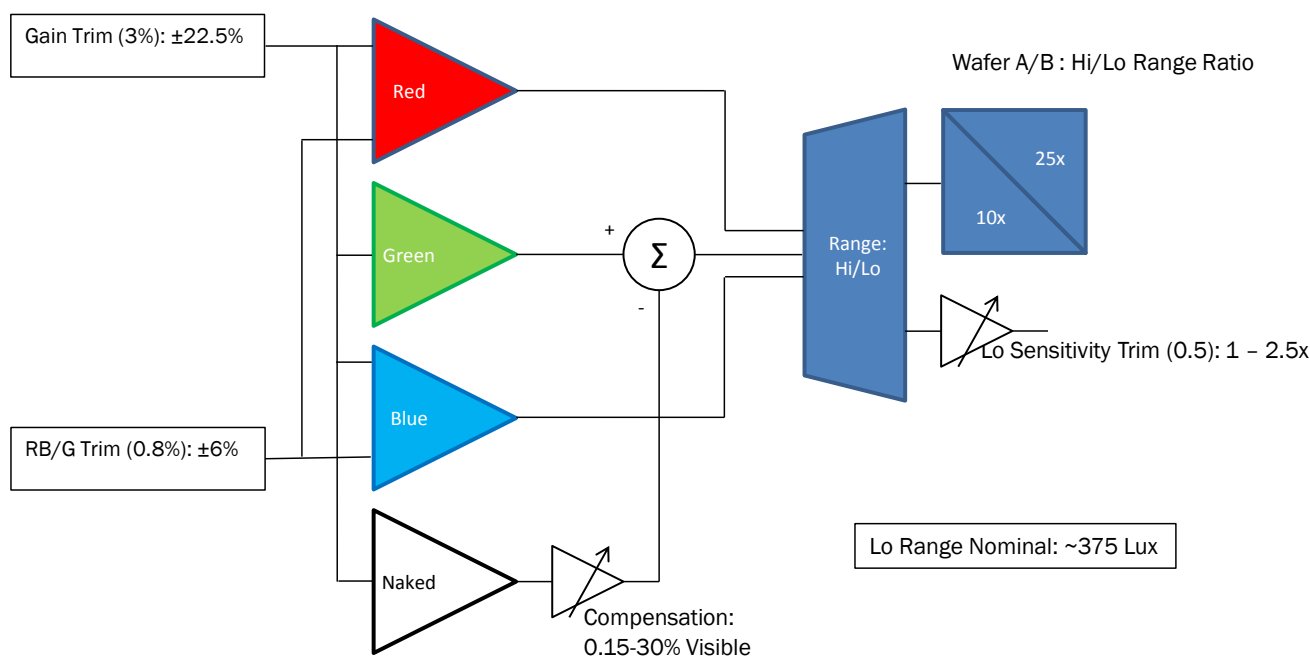 Gain Trim (3%): ±22.5%
Wafer A/B : Hi/Lo Range Ratio
Red
25x
10x
Green
+
Σ
-
Range:
Hi/Lo
Lo Sensitivity Trim (0.5): 1 – 2.5x
Blue
RB/G Trim (0.8%): ±6%
Lo Range Nominal: ~375 Lux
Naked
Compensation:
0.15-30% Visible